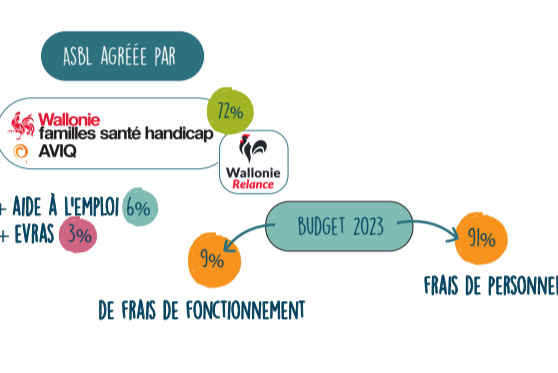 ASBL AGRÉÉE PAR
72%
Wallonie
familles santé handicap
AVIQ
Wallonie
Relance
+ AIDE À L'EMPLOI 6%
+ EVRAS 3%
BUDGET 2023
9%
91%
DE FRAIS DE FONCTIONNEMENT
FRAIS DE PERSONNE